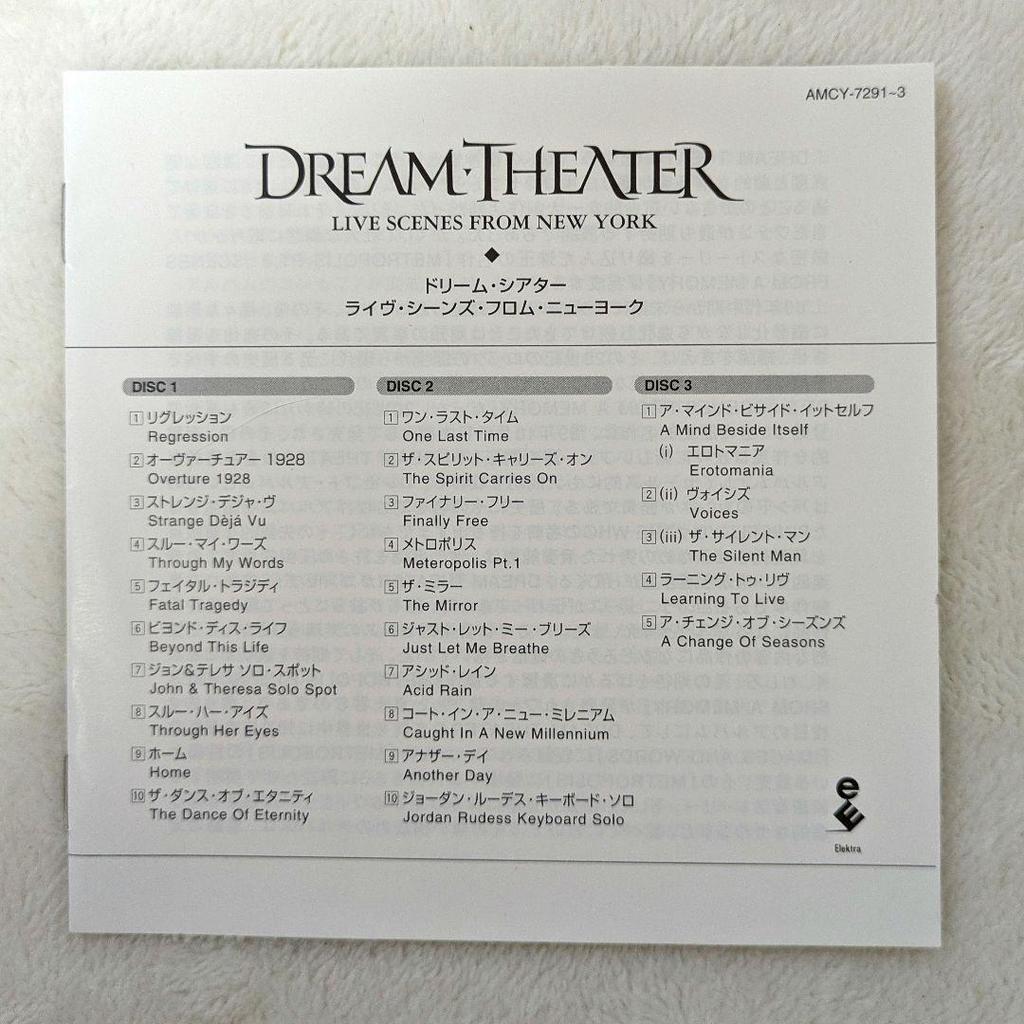 AMCY-7291~3
DREAM·THEATER
LIVE SCENES FROM NEW YORK
◆
ドリーム・シアター
ライヴ・シーンズ・フロム・ニューヨーク
DISC 1
1 リグレッション
Regression
2 オーヴァーチュアー 1928
Overture 1928
3 ストレンジ・デジャ・ヴ
Strange Dèjá Vu
4 スルー・マイ・ワーズ
Through My Words
5 フェイタル・トラジディ
Fatal Tragedy
6 ビヨンド・ディス・ライフ
Beyond This Life
7 ジョン&テレサ ソロ・スポット
John & Theresa Solo Spot
8 スルー・ハー・アイズ
Through Her Eyes
9 ホーム
Home
10 ザ・ダンス・オブ・エタニティ
The Dance Of Eternity
DISC 2
1 ワン・ラスト・タイム
One Last Time
2 ザ・スピリット・キャリーズ・オン
The Spirit Carries On
3 ファイナリー・フリー
Finally Free
4 メトロポリス
Meteropolis Pt.1
5 ザ・ミラー
The Mirror
6 ジャスト・レット・ミー・ブリーズ
Just Let Me Breathe
7 アシッド・レイン
Acid Rain
8 コート・イン・ア・ニュー・ミレニアム
Caught In A New Millennium
9 アナザー・デイ
Another Day
10 ジョーダン・ルーデス・キーボード・ソロ
Jordan Rudess Keyboard Solo
DISC 3
1 ア・マインド・ビサイド・イットセルフ
A Mind Beside Itself
(i) エロトマニア
Erotomania
2 (ii) ヴォイシズ
Voices
3 (iii) ザ・サイレント・マン
The Silent Man
4 ラーニング・トゥ・リヴ
Learning To Live
5 ア・チェンジ・オブ・シーズンズ
A Change Of Seasons
Elektra